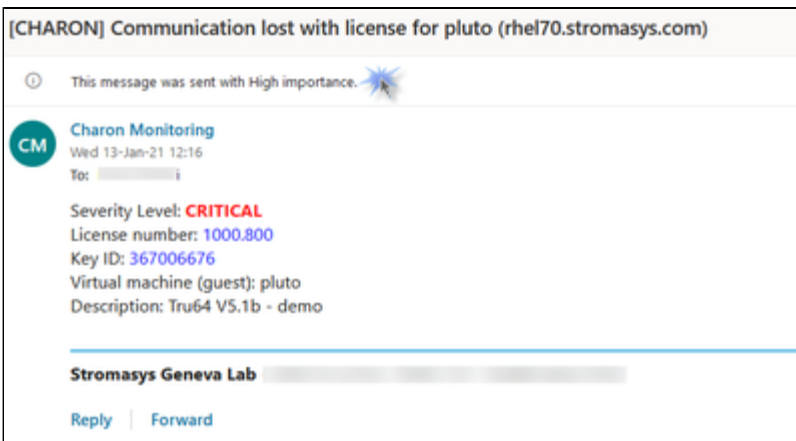 [CHARON] Communication lost with license for pluto (rhel70.stromasys.com)
This message was sent with High importance.
CM
Charon Monitoring
Wed 13-Jan-21 12:16
To:
Severity Level: CRITICAL
License number: 1000.800
Key ID: 367006676
Virtual machine (guest): pluto
Description: Tru64 V5.1b - demo
Stromasys Geneva Lab
Reply | Forward